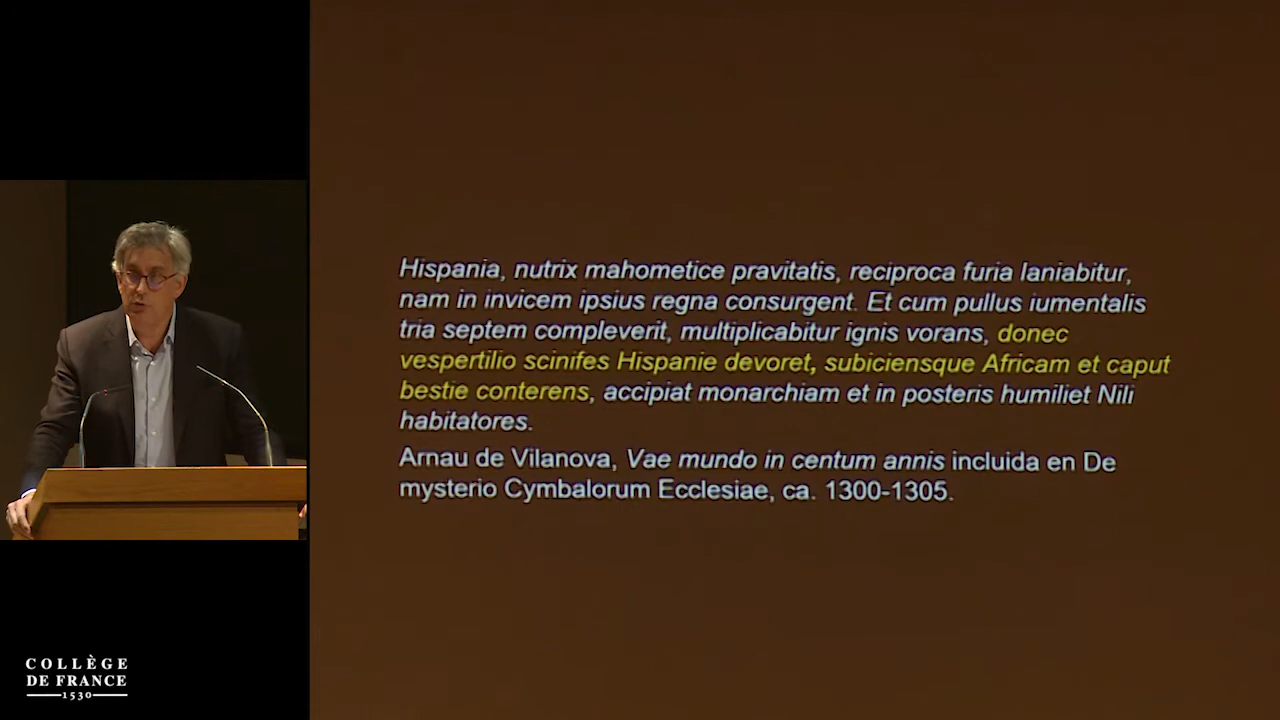 Hispania, nutrix mahometice pravitatis, reciproca furia laniabitur,
nam in invicem ipsius regna consurgent. Et cum pullus iumentalis
tria septem compleverit, multiplicabitur ignis vorans, donec
vespertilio scinifes Hispanie devoret, subiciensque Africam et caput
bestie conterens, accipiat monarchiam et in posteris humiliet Nili
habitatores.
Arnau de Vilanova, Vae mundo in centum annis incluida en De
mysterio Cymbalorum Ecclesiae, ca. 1300-1305.
COLLÈGE
DE FRANCE
1530